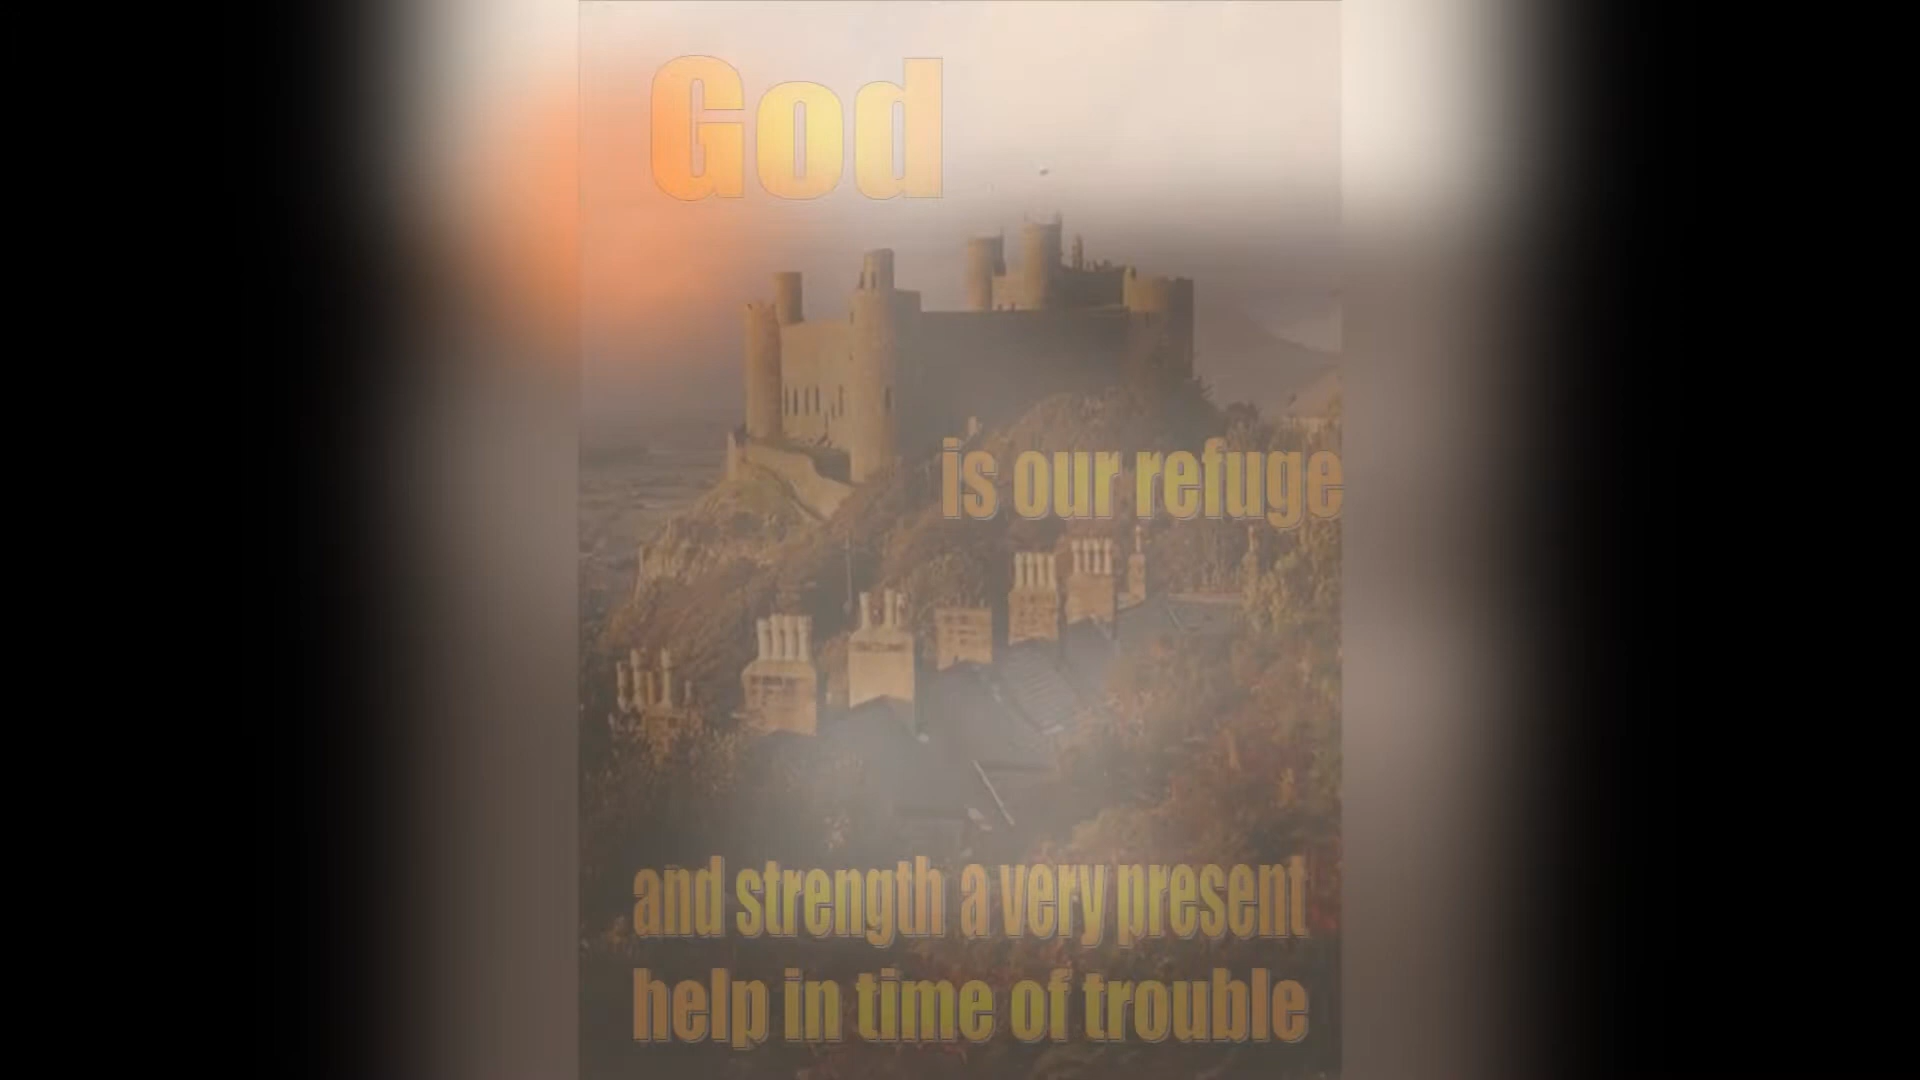 God
is our refuge
and strength a very present
help in time of trouble